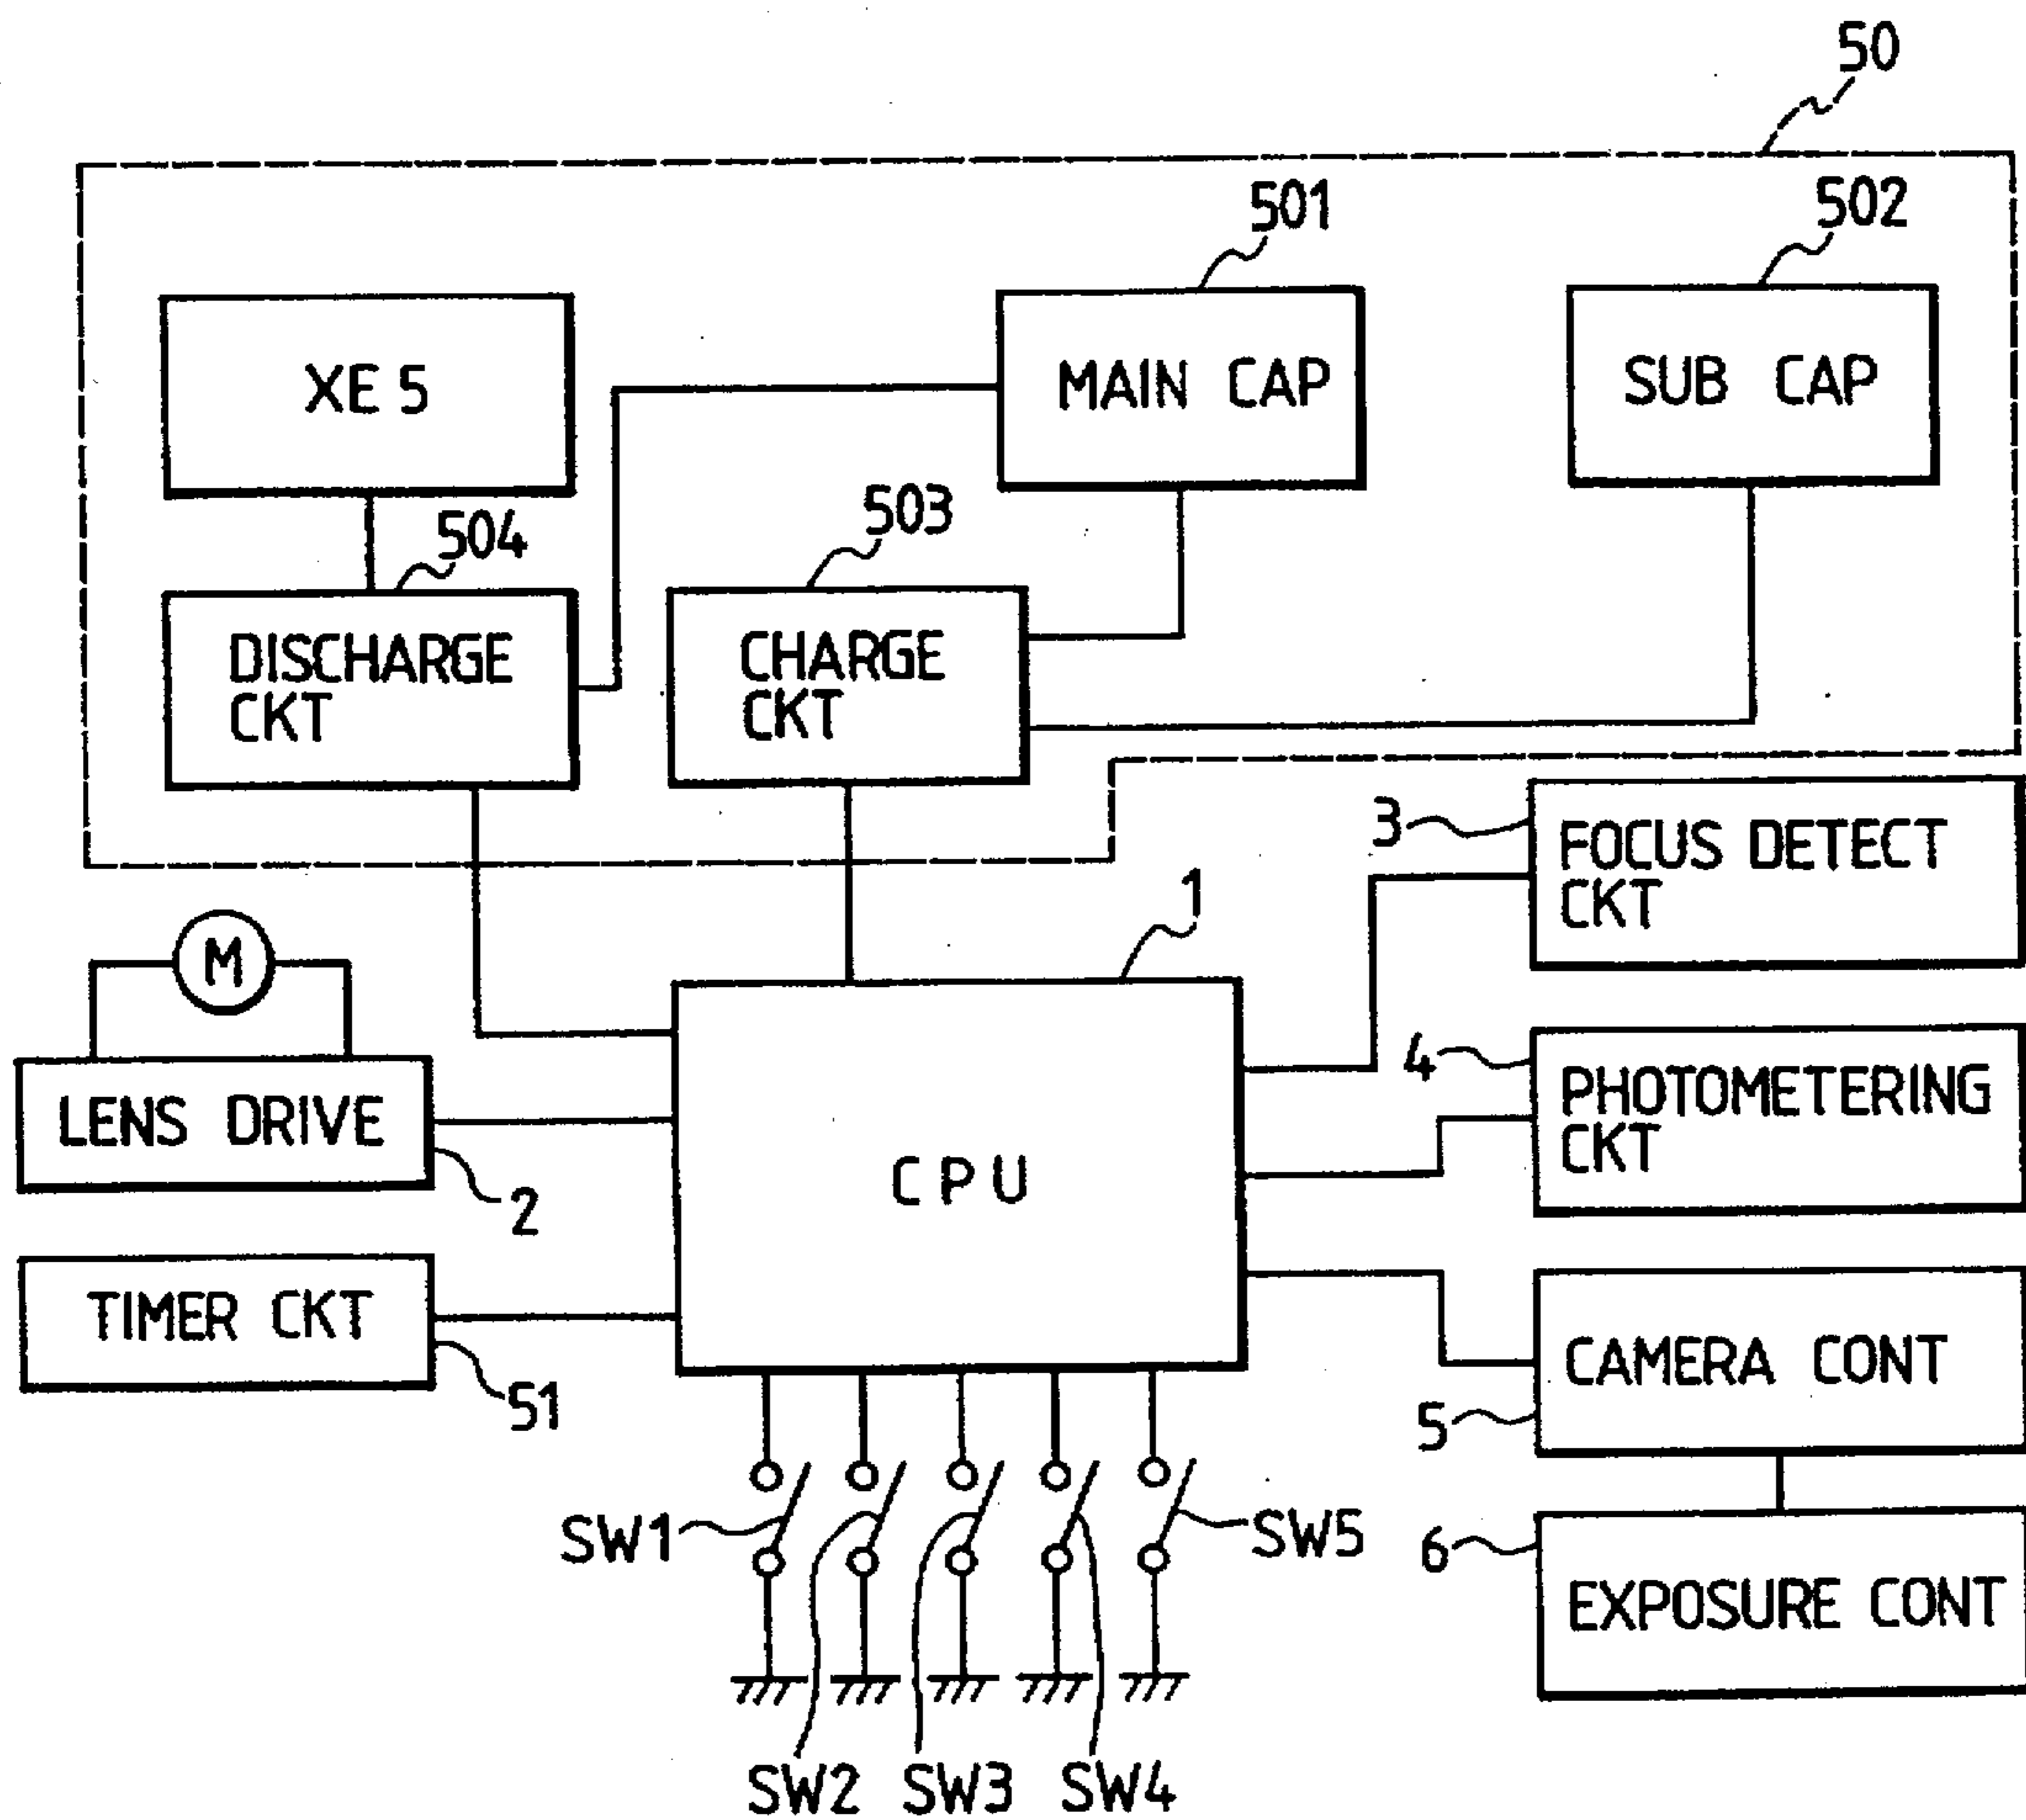 50
501
502
XE 5
MAIN CAP
SUB CAP
503
504
DISCHARGE
CKT
CHARGE
CKT
3
FOCUS DETECT
CKT
1
M
4
PHOTOMETERING
CKT
LENS DRIVE
2
CPU
TIMER CKT
51
CAMERA CONT
5
SW1
SW5
6
EXPOSURE CONT
SW2
SW3
SW4